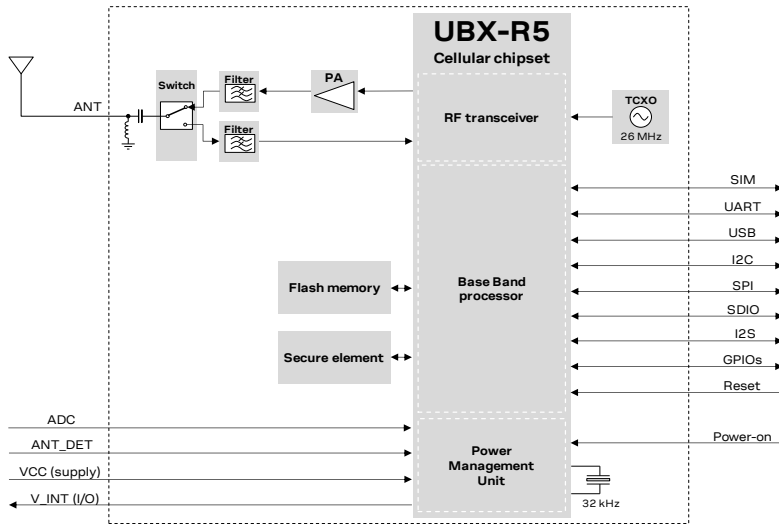 UBX-R5
Cellular chipset
ANT
Switch
Filter
PA
Filter
RF transceiver
TCXO
26 MHz
SIM
UART
USB
I2C
SPI
SDIO
I2S
GPIOs
Reset
Flash memory
Base Band
processor
Secure element
ADC
ANT_DET
VCC (supply)
V_INT (I/O)
Power
Management
Unit
Power-on
32 kHz